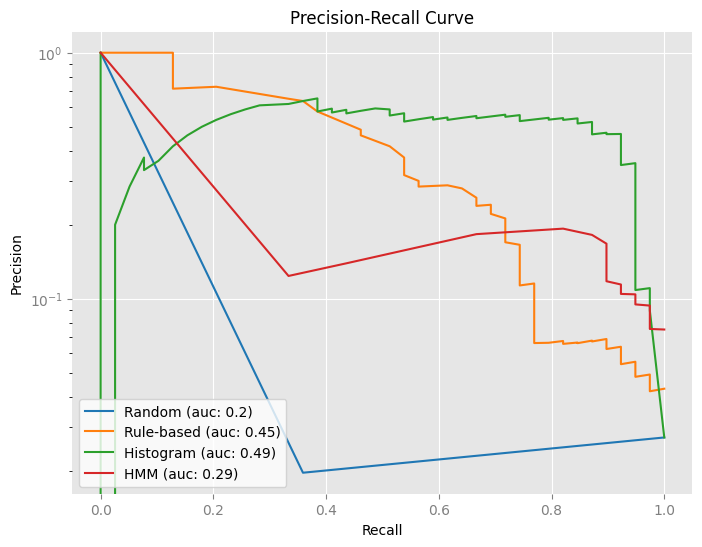 Precision-Recall Curve
Precision
10⁰
10⁻¹
Random (auc: 0.2)
Rule-based (auc: 0.45)
Histogram (auc: 0.49)
HMM (auc: 0.29)
0.0 0.2 0.4 0.6 0.8 1.0
Recall